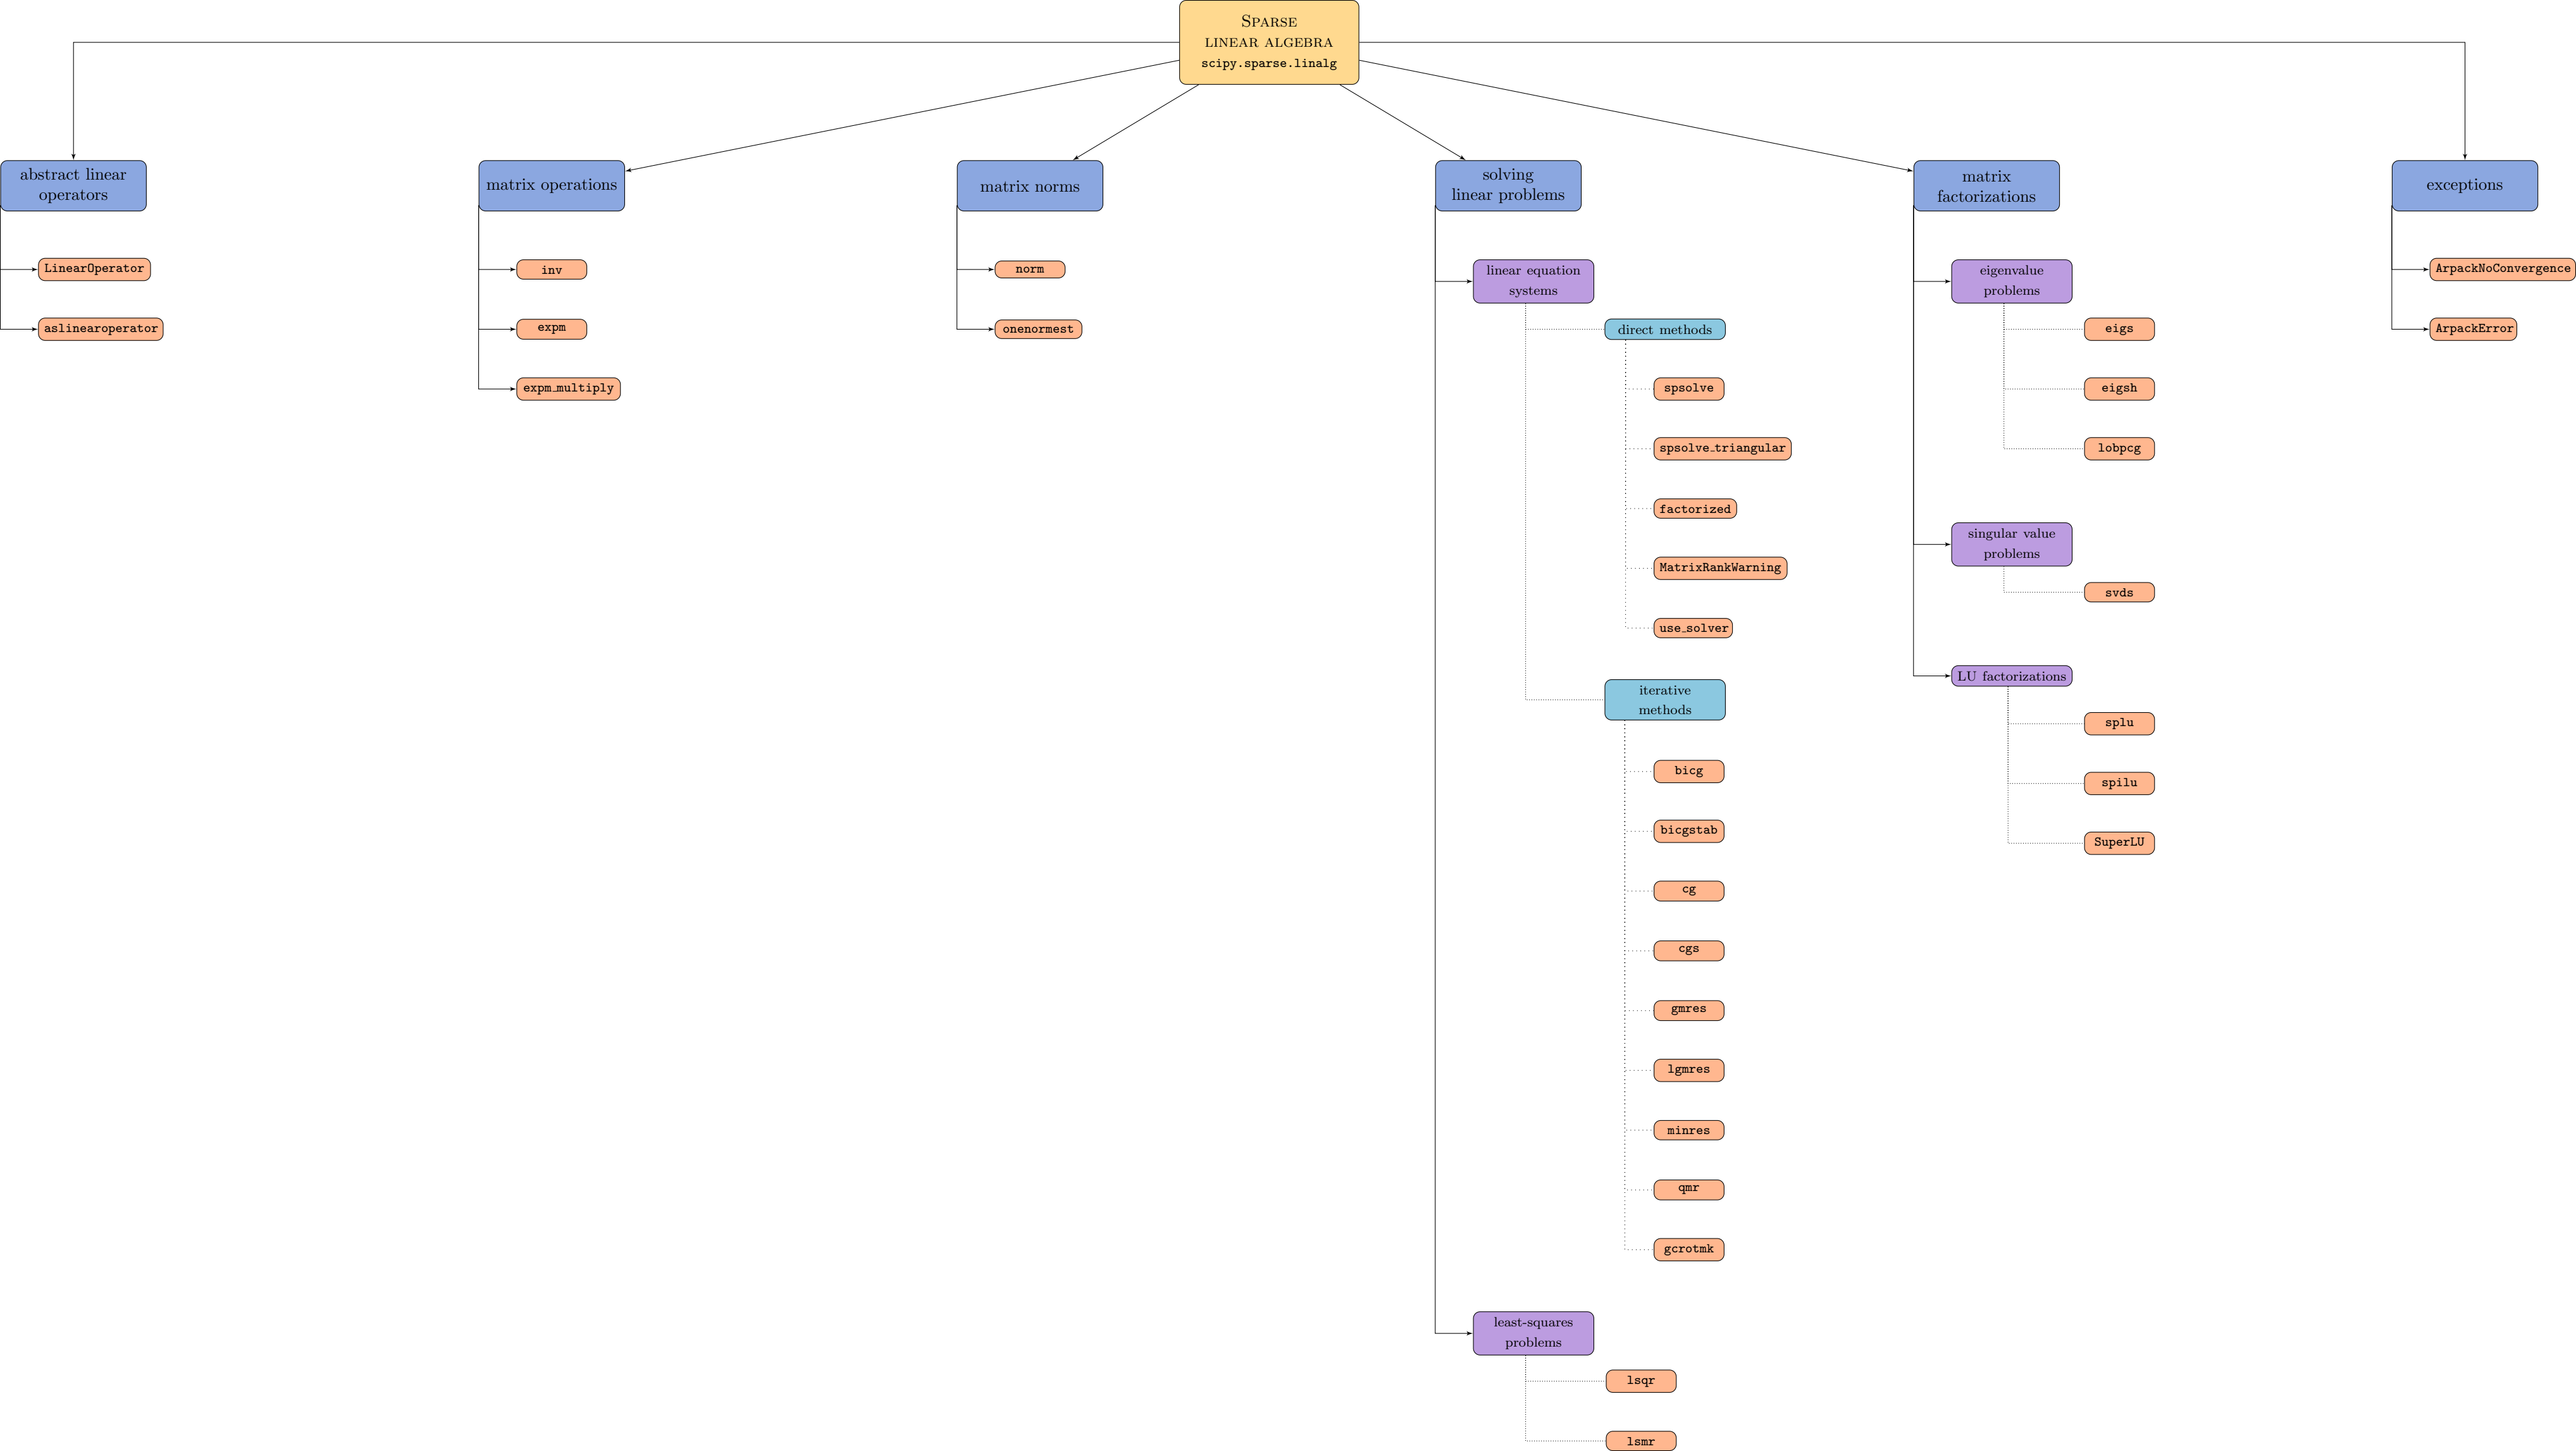 Sparse
linear algebra
scipy.sparse.linalg
abstract linear
operators
LinearOperator
aslinearoperator
matrix operations
inv
expm
expm_multiply
matrix norms
norm
onenormest
solving
linear problems
linear equation
systems
direct methods
spsolve
spsolve_triangular
factorized
MatrixRankWarning
use_solver
iterative
methods
bicg
bicgstab
cg
cgs
gmres
lgmres
minres
qmr
gcrotmk
least-squares
problems
lsqr
lsmr
matrix
factorizations
eigenvalue
problems
eigs
eigsh
lobpcg
singular value
problems
svds
LU factorizations
splu
spilu
SuperLU
exceptions
ArpackNoConvergence
ArpackError